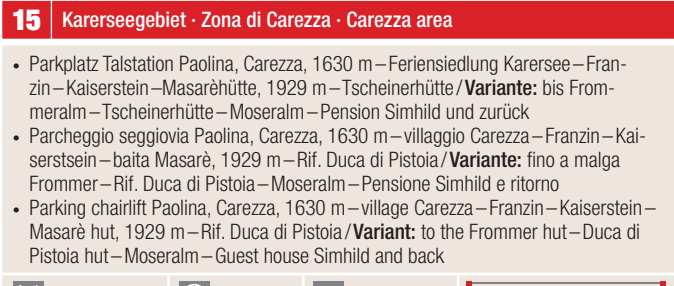 15 Karerseegebiet · Zona di Carezza · Carezza area
• Parkplatz Talstation Paolina, Carezza, 1630 m – Feriensiedlung Karersee – Fran-
zin – Kaiserstein – Masarèhütte, 1929 m – Tscheinerhütte / Variante: bis From-
meralm – Tscheinerhütte – Moseralm – Pension Simhild und zurück
• Parcheggio seggiovia Paolina, Carezza, 1630 m – villaggio Carezza – Franzin – Kai-
serstsein – baita Masarè, 1929 m – Rif. Duca di Pistoia / Variante: fino a malga
Frommer – Rif. Duca di Pistoia – Moseralm – Pensione Simhild e ritorno
• Parking chairlift Paolina, Carezza, 1630 m – village Carezza – Franzin – Kaiserstein –
Masarè hut, 1929 m – Rif. Duca di Pistoia / Variant: to the Frommer hut – Duca di
Pistoia hut – Moseralm – Guest house Simhild and back